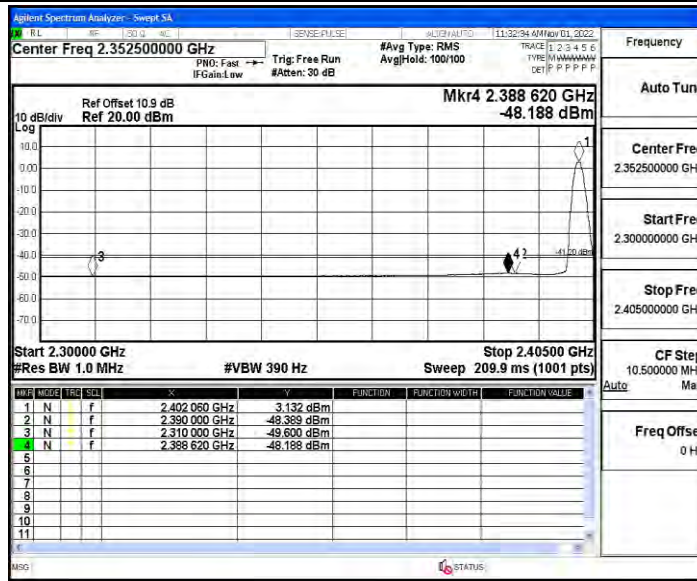 Agilent Spectrum Analyzer - Swept SA
RL RF 50 Ω AC SENSE:PULSE ALIGN AUTO 11:32:34 AM Nov 01, 2022
Center Freq 2.352500000 GHz
PNO: Fast
IFGain:Low
Trig: Free Run
#Atten: 30 dB
#Avg Type: RMS
Avg|Hold: 100/100
TRACE 1 2 3 4 5 6
TYPE M W W W W W
DET P P P P P P
Ref Offset 10.9 dB
10 dB/div Ref 20.00 dBm
Mkr4 2.388 620 GHz
-48.188 dBm
Log
10.0
0.00
-10.0
-20.0
-30.0
-40.0
-50.0
-60.0
-70.0
1
3
4 2
-41.20 dBm
Start 2.30000 GHz Stop 2.40500 GHz
#Res BW 1.0 MHz #VBW 390 Hz Sweep 209.9 ms (1001 pts)
MKR MODE TRC SCL X Y FUNCTION FUNCTION WIDTH FUNCTION VALUE
1 N f 2.402 060 GHz 3.132 dBm
2 N f 2.390 000 GHz -48.389 dBm
3 N f 2.310 000 GHz -49.600 dBm
4 N f 2.388 620 GHz -48.188 dBm
5
6
7
8
9
10
11
MSG STATUS
Frequency
Auto Tun
Center Fre
2.352500000 GH
Start Fre
2.300000000 GH
Stop Fre
2.405000000 GH
CF Step
10.500000 MH
Auto Ma
Freq Offse
0 H